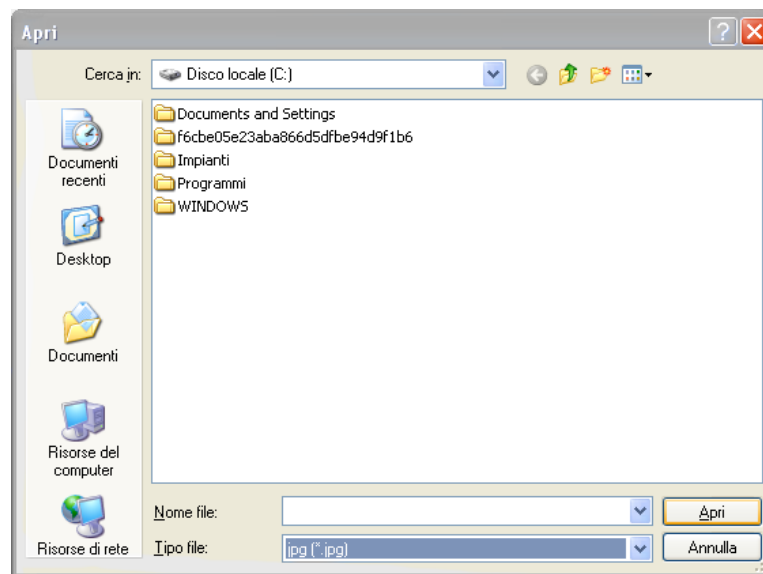 Apri
Cerca in:
Disco locale (C:)
Documenti
recenti
Desktop
Documenti
Risorse del
computer
Risorse di rete
Documents and Settings
f6cbe05e23aba866d5dfbe94d9f1b6
Impianti
Programmi
WINDOWS
Nome file:
Apri
Tipo file:
jpg (*.jpg)
Annulla